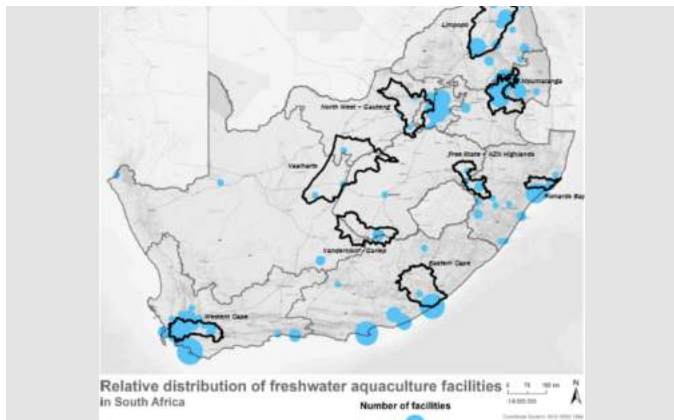 Limpopo
Mpumalanga
North West - Gauteng
Free State - KZN Highlands
Vaalharts
Richards Bay
Vanderkloof - Gariep
Eastern Cape
Western Cape
Relative distribution of freshwater aquaculture facilities
in South Africa
N
Number of facilities